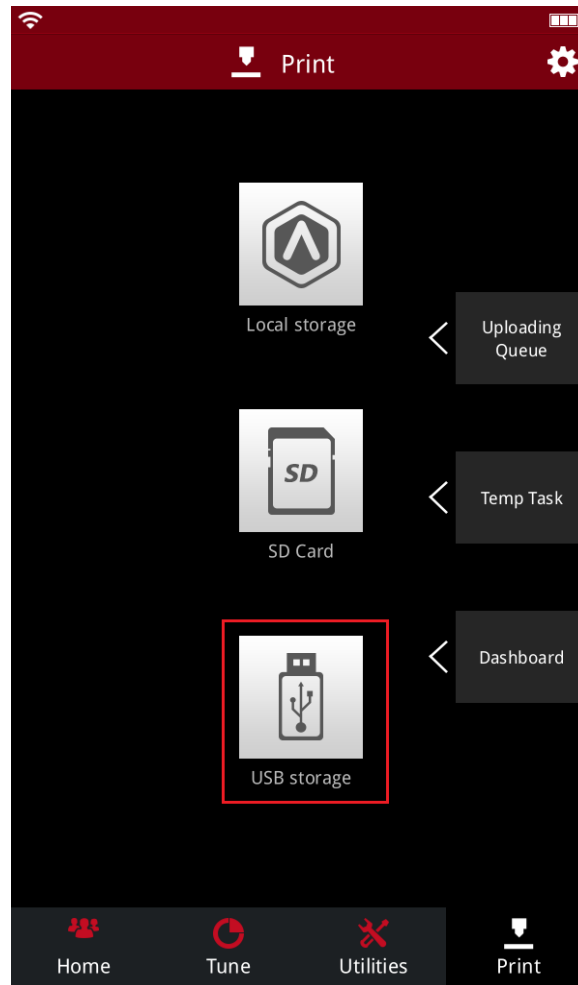 Print
Local storage
Uploading
Queue
SD
SD Card
Temp Task
USB storage
Dashboard
Home
Tune
Utilities
Print